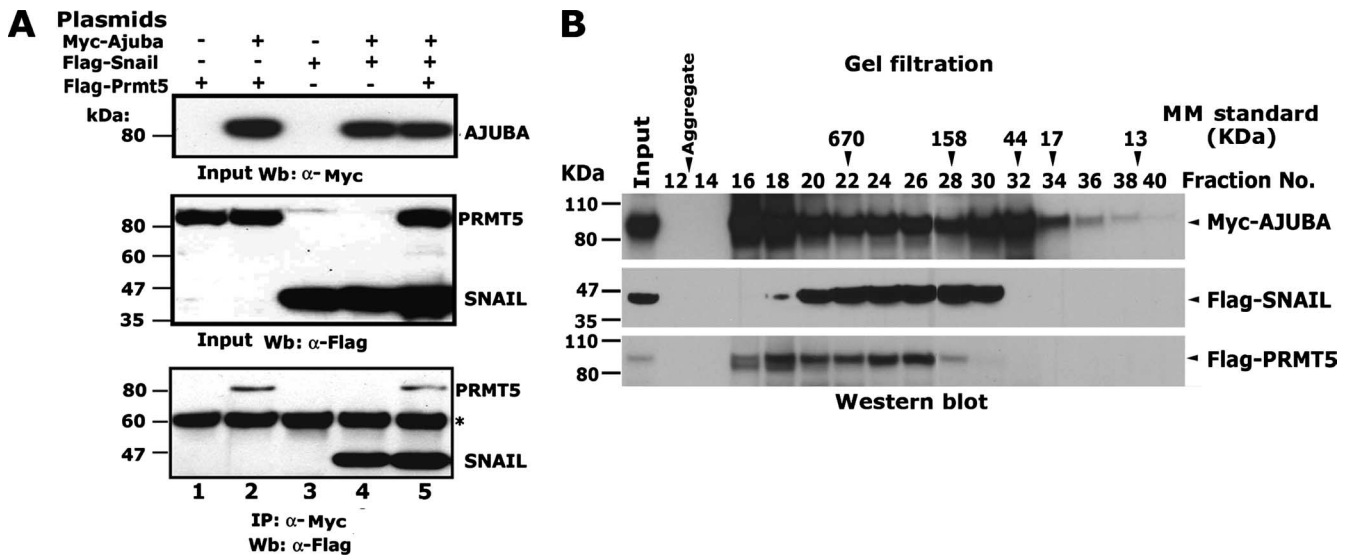 A
Plasmids
Myc-Ajuba - + - + +
Flag-Snail - - + + +
Flag-Prmt5 + + - - +
kDa:
80
AJUBA
Input Wb: α-Myc
80
60
47
35
PRMT5
SNAIL
Input Wb: α-Flag
80
60
47
PRMT5
*
SNAIL
1 2 3 4 5
IP: α-Myc
Wb: α-Flag
B
Gel filtration
Input
Aggregate
670 158 44 17 13
MM standard
(KDa)
KDa
12 14 16 18 20 22 24 26 28 30 32 34 36 38 40 Fraction No.
110
80
Myc-AJUBA
47
35
Flag-SNAIL
110
80
Flag-PRMT5
Western blot